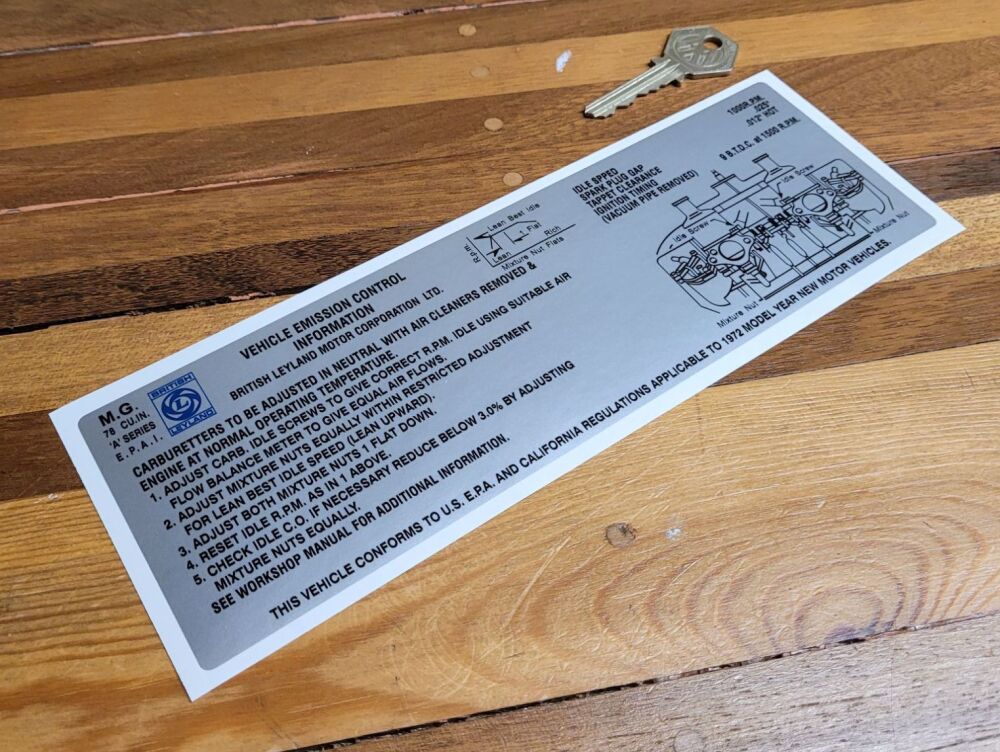 M.G.
78 CU.IN.
'A' SERIES
E.P.A.I.
BRITISH
LEYLAND
VEHICLE EMISSION CONTROL
INFORMATION
BRITISH LEYLAND MOTOR CORPORATION LTD.
CARBURETTERS TO BE ADJUSTED IN NEUTRAL WITH AIR CLEANERS REMOVED &
ENGINE AT NORMAL OPERATING TEMPERATURE.
1. ADJUST CARB. IDLE SCREWS TO GIVE CORRECT R.P.M. IDLE USING SUITABLE AIR
FLOW BALANCE METER TO GIVE EQUAL AIR FLOWS.
2. ADJUST MIXTURE NUTS EQUALLY WITHIN RESTRICTED ADJUSTMENT
FOR LEAN BEST IDLE SPEED (LEAN UPWARD).
3. ADJUST BOTH MIXTURE NUTS 1 FLAT DOWN.
4. RESET IDLE R.P.M. AS IN 1 ABOVE.
5. CHECK IDLE C.O. IF NECESSARY REDUCE BELOW 3.0% BY ADJUSTING
MIXTURE NUTS EQUALLY.
SEE WORKSHOP MANUAL FOR ADDITIONAL INFORMATION.
THIS VEHICLE CONFORMS TO U.S. E.P.A. AND CALIFORNIA REGULATIONS APPLICABLE TO 1972 MODEL YEAR NEW MOTOR VEHICLES.
Rpm
Lean Best Idle
1 Flat
Lean
Rich
Mixture Nut Flats
IDLE SPPED 1000R.P.M.
SPARK PLUG GAP .025"
TAPPET CLEARANCE .012" HOT
IGNITION TIMING
(VACUUM PIPE REMOVED) 9 B.T.D.C. at 1500 R.P.M.
Idle Screw
Idle Screw
Mixture Nut
Mixture Nut